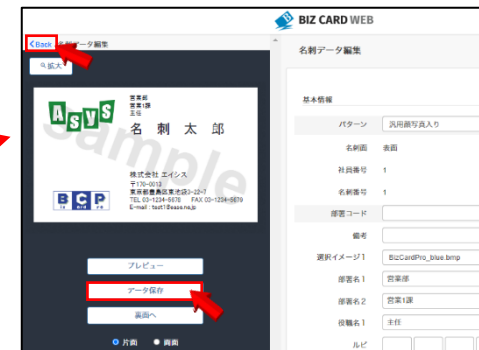 BIZ CARD WEB
<Back 名刺データ編集
拡大
Asys
営業部
営業1課
主任
名 刺 太 郎
株式会社 エイシス
〒170-0013
東京都豊島区東池袋3-22-7
TEL 03-1234-5678 FAX 03-1234-5679
BCP
sample
プレビュー
データ保存
裏面へ
片面 両面
名刺データ編集
基本情報
パターン 汎用顔写真入り
名刺面 表面
社員番号 1
名刺番号 1
部署コード
備考
選択イメージ1 BizCardPro_blue.bmp
部署名1 営業部
部署名2 営業1課
役職名1 主任
ルビ